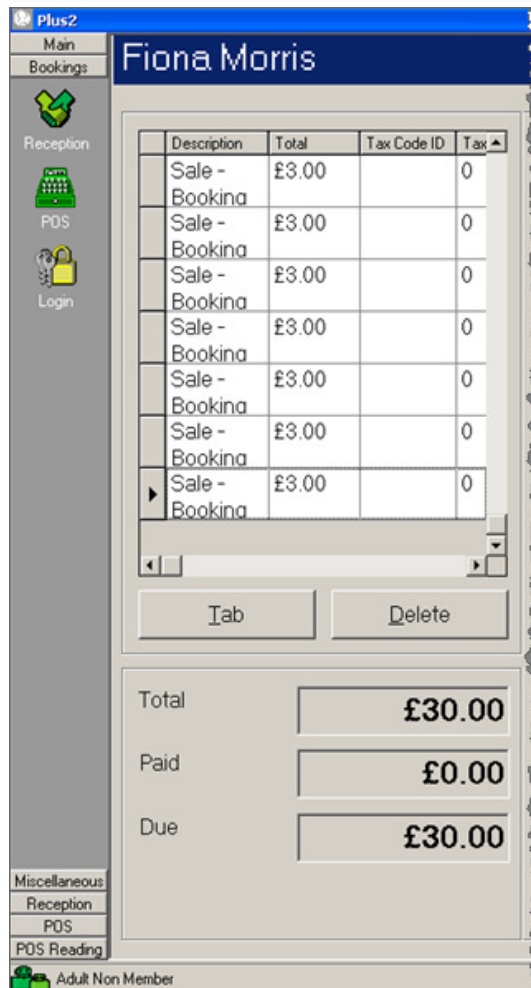 Plus2
Main
Bookings
Reception
POS
Login
Fiona Morris
Description Total Tax Code ID Tax
Sale - £3.00 0
Booking
Sale - £3.00 0
Booking
Sale - £3.00 0
Booking
Sale - £3.00 0
Booking
Sale - £3.00 0
Booking
Sale - £3.00 0
Booking
Sale - £3.00 0
Booking
Tab Delete
Total £30.00
Paid £0.00
Due £30.00
Miscellaneous
Reception
POS
POS Reading
Adult Non Member